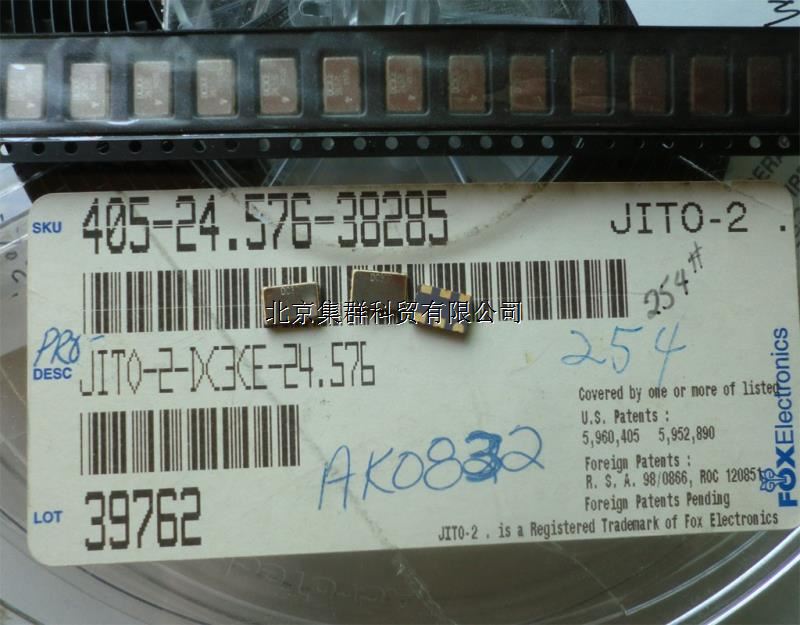 SKU 405-24.576-38285 JITO-2 .
254#
北京集群科贸有限公司
PRO-
254
DESC JITO-2-DC3CE-24.576
Covered by one or more of listed
U.S. Patents :
5,960,405 5,952,890
Foreign Patents :
R. S. A. 98/0866, ROC 120851
Foreign Patents Pending
AK0832
LOT 39762
JITO-2 . is a Registered Trademark of Fox Electronics
FOXElectronics